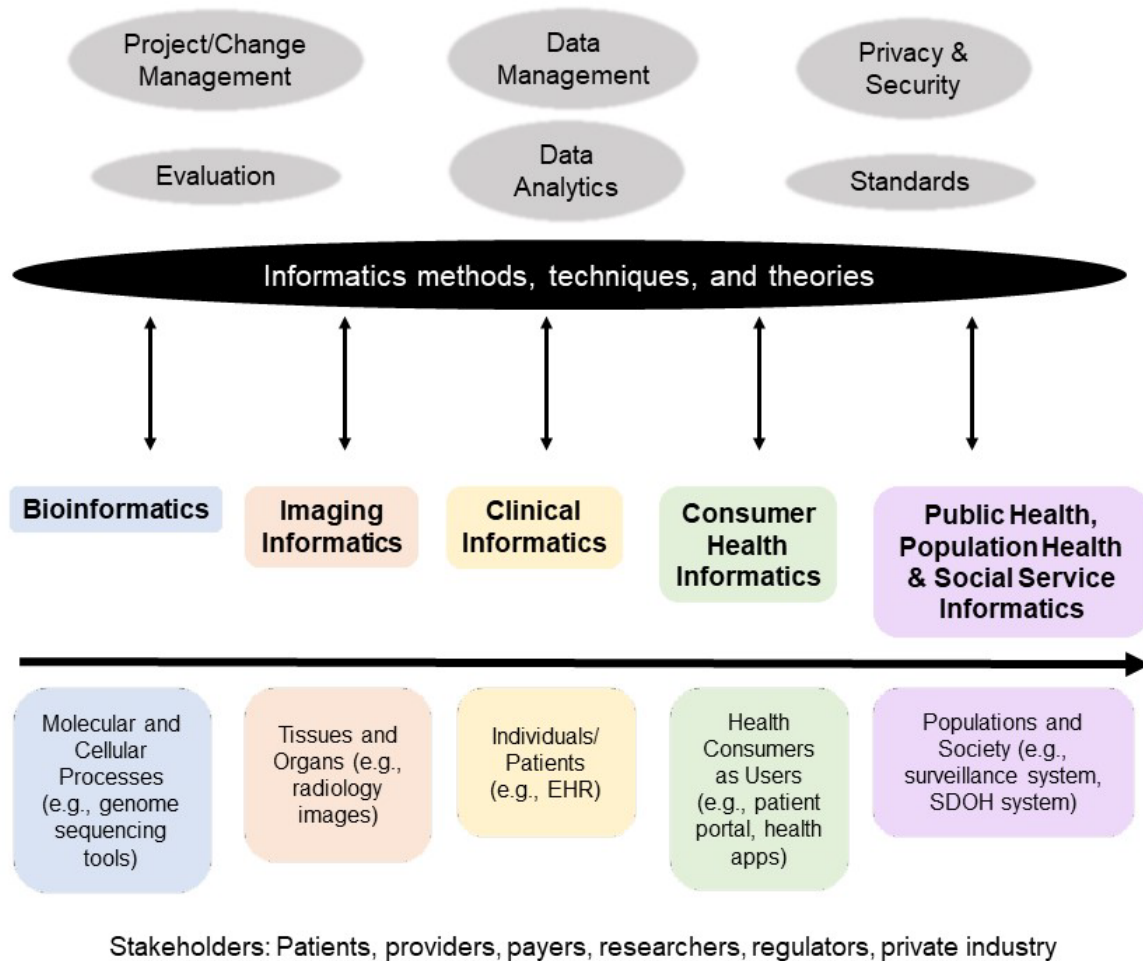 Project/Change
Management
Data
Management
Privacy &
Security
Evaluation
Data
Analytics
Standards
Informatics methods, techniques, and theories
Bioinformatics
Imaging
Informatics
Clinical
Informatics
Consumer
Health
Informatics
Public Health,
Population Health
& Social Service
Informatics
Molecular and
Cellular
Processes
(e.g., genome
sequencing
tools)
Tissues and
Organs (e.g.,
radiology
images)
Individuals/
Patients
(e.g., EHR)
Health
Consumers
as Users
(e.g., patient
portal, health
apps)
Populations and
Society (e.g.,
surveillance system,
SDOH system)
Stakeholders: Patients, providers, payers, researchers, regulators, private industry